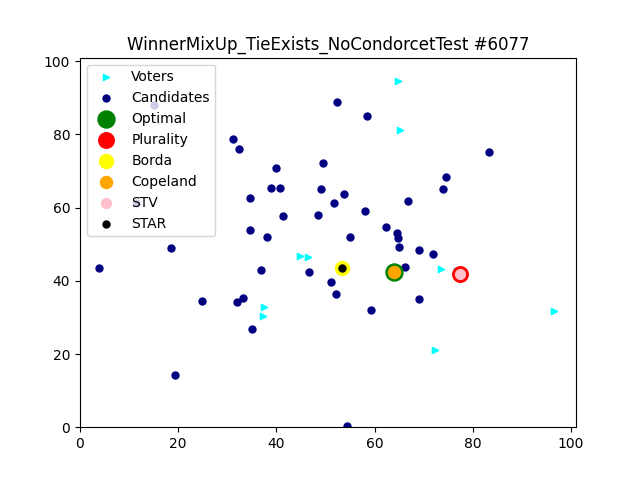 WinnerMixUp_TieExists_NoCondorcetTest #6077
Voters
Candidates
Optimal
Plurality
Borda
Copeland
STV
STAR
100
80
60
40
20
0
0 20 40 60 80 100